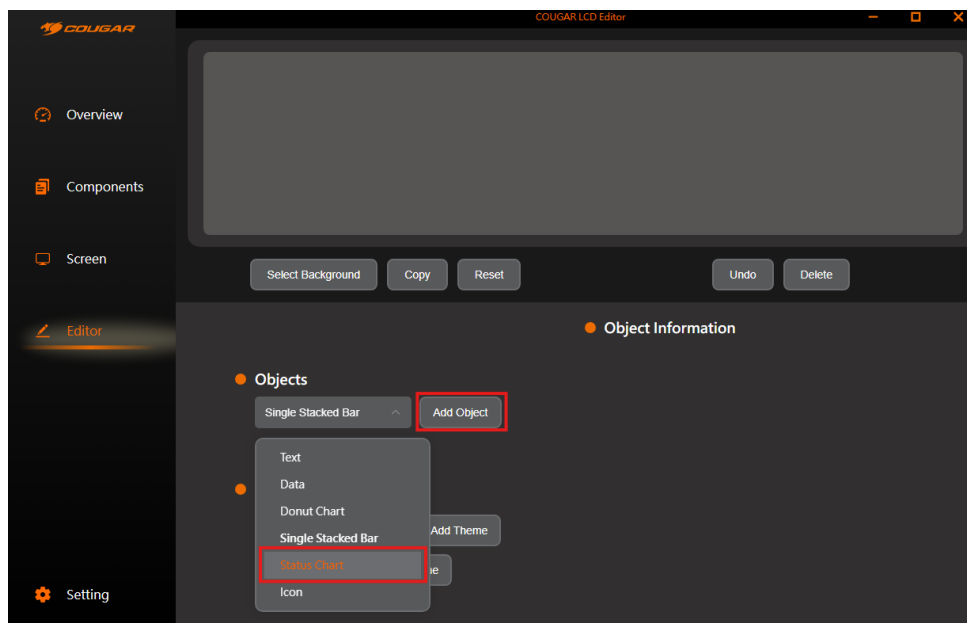 COUGAR
COUGAR LCD Editor
Overview
Components
Screen
Editor
Setting
Select Background
Copy
Reset
Undo
Delete
Object Information
Objects
Single Stacked Bar
Add Object
Text
Data
Donut Chart
Single Stacked Bar
Status Chart
Icon
Add Theme